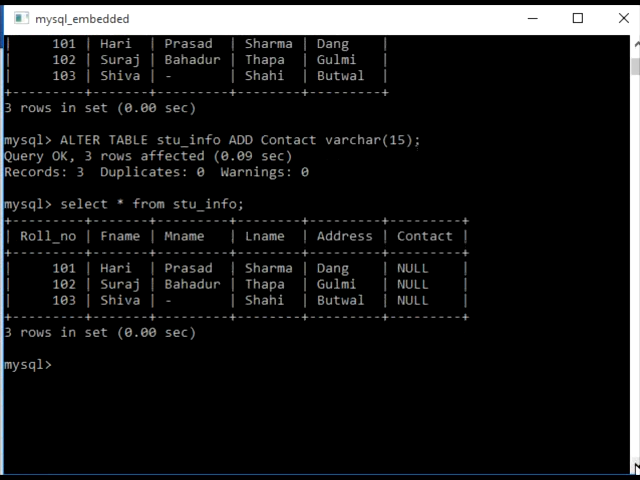 mysql_embedded
|     101 | Hari  | Prasad  | Sharma | Dang    |
|     102 | Suraj | Bahadur | Thapa  | Gulmi   |
|     103 | Shiva | -       | Shahi  | Butwal  |
+---------+-------+---------+--------+---------+
3 rows in set (0.00 sec)
mysql> ALTER TABLE stu_info ADD Contact varchar(15);
Query OK, 3 rows affected (0.09 sec)
Records: 3  Duplicates: 0  Warnings: 0
mysql> select * from stu_info;
+---------+-------+---------+--------+---------+---------+
| Roll_no | Fname | Mname   | Lname  | Address | Contact |
+---------+-------+---------+--------+---------+---------+
|     101 | Hari  | Prasad  | Sharma | Dang    | NULL    |
|     102 | Suraj | Bahadur | Thapa  | Gulmi   | NULL    |
|     103 | Shiva | -       | Shahi  | Butwal  | NULL    |
+---------+-------+---------+--------+---------+---------+
3 rows in set (0.00 sec)
mysql>